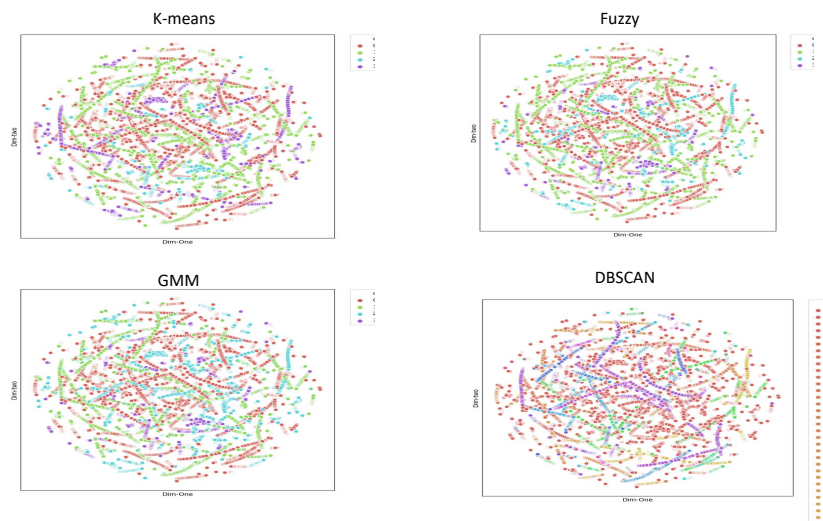 K-means
Fuzzy
Dim-two
Dim-One
Dim-two
Dim-One
GMM
DBSCAN
Dim-two
Dim-One
Dim-two
Dim-One